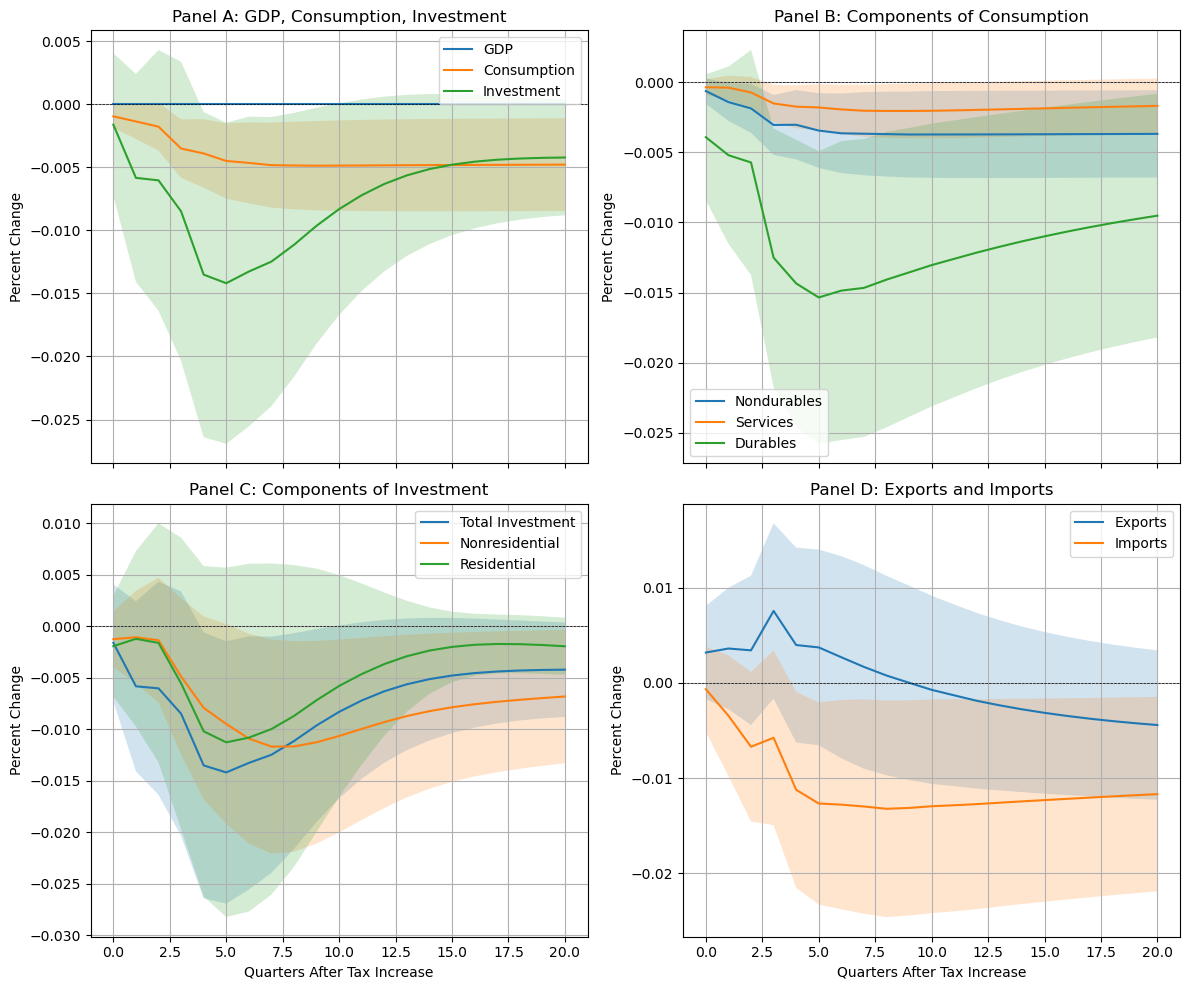 Panel A: GDP, Consumption, Investment
0.005
0.000
−0.005
−0.010
−0.015
−0.020
−0.025
Percent Change
GDP
Consumption
Investment
Panel B: Components of Consumption
0.000
−0.005
−0.010
−0.015
−0.020
−0.025
Percent Change
Nondurables
Services
Durables
Panel C: Components of Investment
0.010
0.005
0.000
−0.005
−0.010
−0.015
−0.020
−0.025
−0.030
Percent Change
Total Investment
Nonresidential
Residential
0.0 2.5 5.0 7.5 10.0 12.5 15.0 17.5 20.0
Quarters After Tax Increase
Panel D: Exports and Imports
0.01
0.00
−0.01
−0.02
Percent Change
Exports
Imports
0.0 2.5 5.0 7.5 10.0 12.5 15.0 17.5 20.0
Quarters After Tax Increase